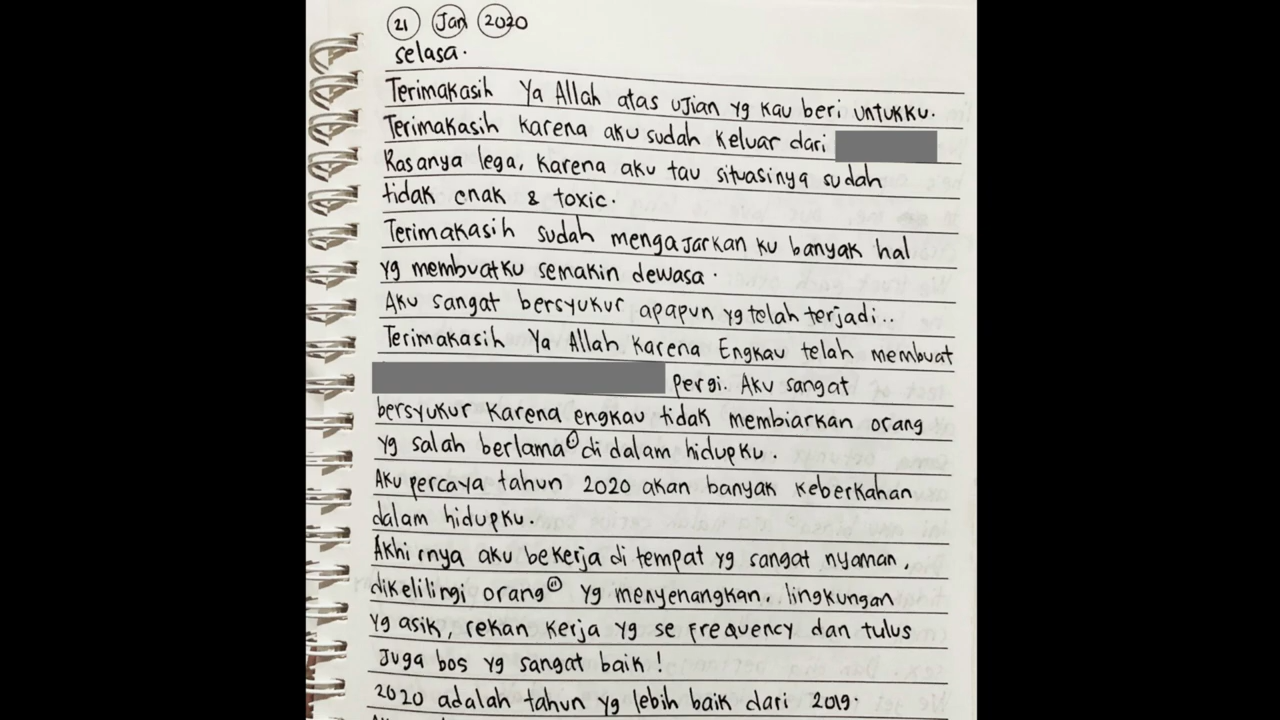 21 Jan 2020
selasa.
Terimakasih Ya Allah atas ujian yg kau beri untukku.
Terimakasih karena aku sudah keluar dari
Rasanya lega, karena aku tau situasinya sudah
tidak enak & toxic.
Terimakasih sudah mengajarkan ku banyak hal
yg membuatku semakin dewasa.
Aku sangat bersyukur apapun yg telah terjadi..
Terimakasih Ya Allah karena Engkau telah membuat
pergi. Aku sangat
bersyukur karena engkau tidak membiarkan orang
yg salah berlama di dalam hidupku.
Aku percaya tahun 2020 akan banyak keberkahan
dalam hidupku.
Akhirnya aku bekerja di tempat yg sangat nyaman,
dikelilingi orang yg menyenangkan, lingkungan
yg asik, rekan kerja yg se frequency dan tulus
Juga bos yg sangat baik!
2020 adalah tahun yg lebih baik dari 2019.